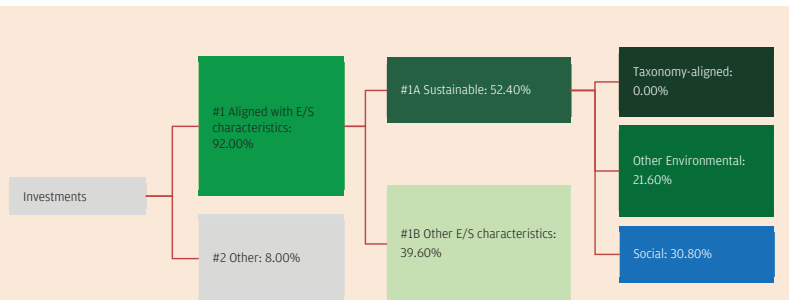 Investments
#1 Aligned with E/S
characteristics:
92.00%
#2 Other: 8.00%
#1A Sustainable: 52.40%
#1B Other E/S characteristics:
39.60%
Taxonomy-aligned:
0.00%
Other Environmental:
21.60%
Social: 30.80%